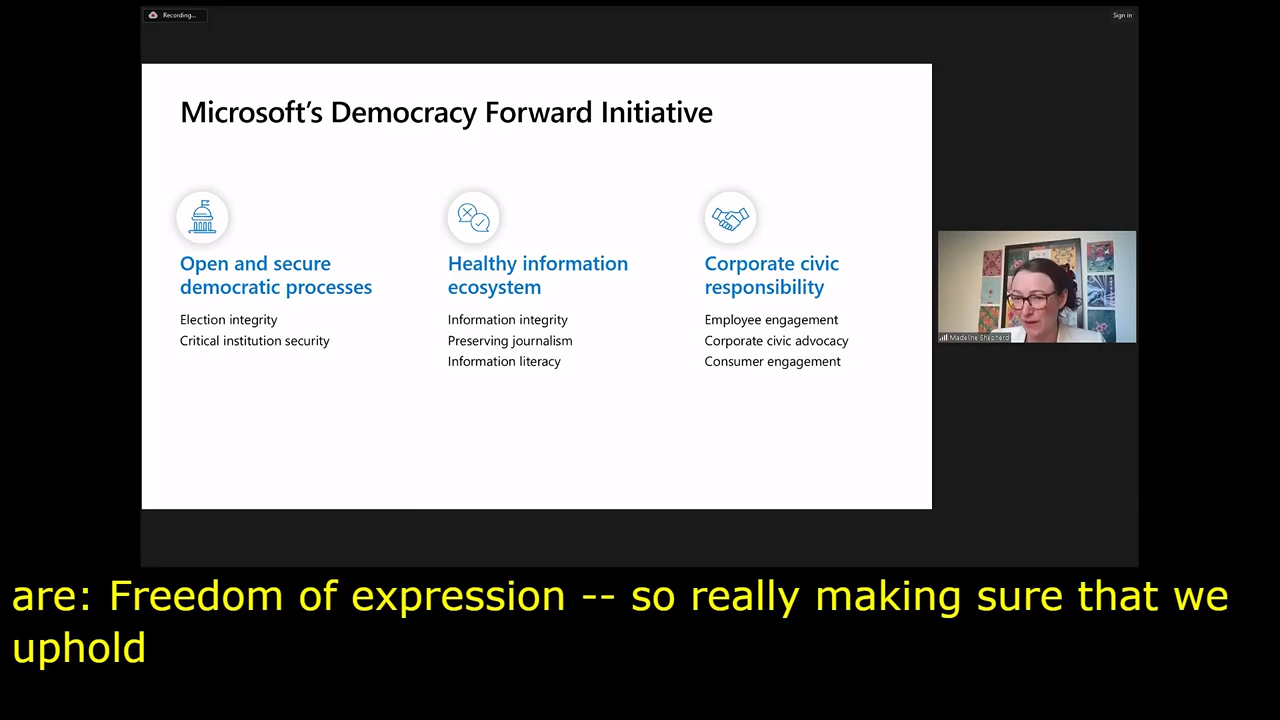 Recording...
Sign in
Microsoft’s Democracy Forward Initiative
Open and secure
democratic processes
Election integrity
Critical institution security
Healthy information
ecosystem
Information integrity
Preserving journalism
Information literacy
Corporate civic
responsibility
Employee engagement
Corporate civic advocacy
Consumer engagement
Madeline Shepherd
are: Freedom of expression -- so really making sure that we
uphold